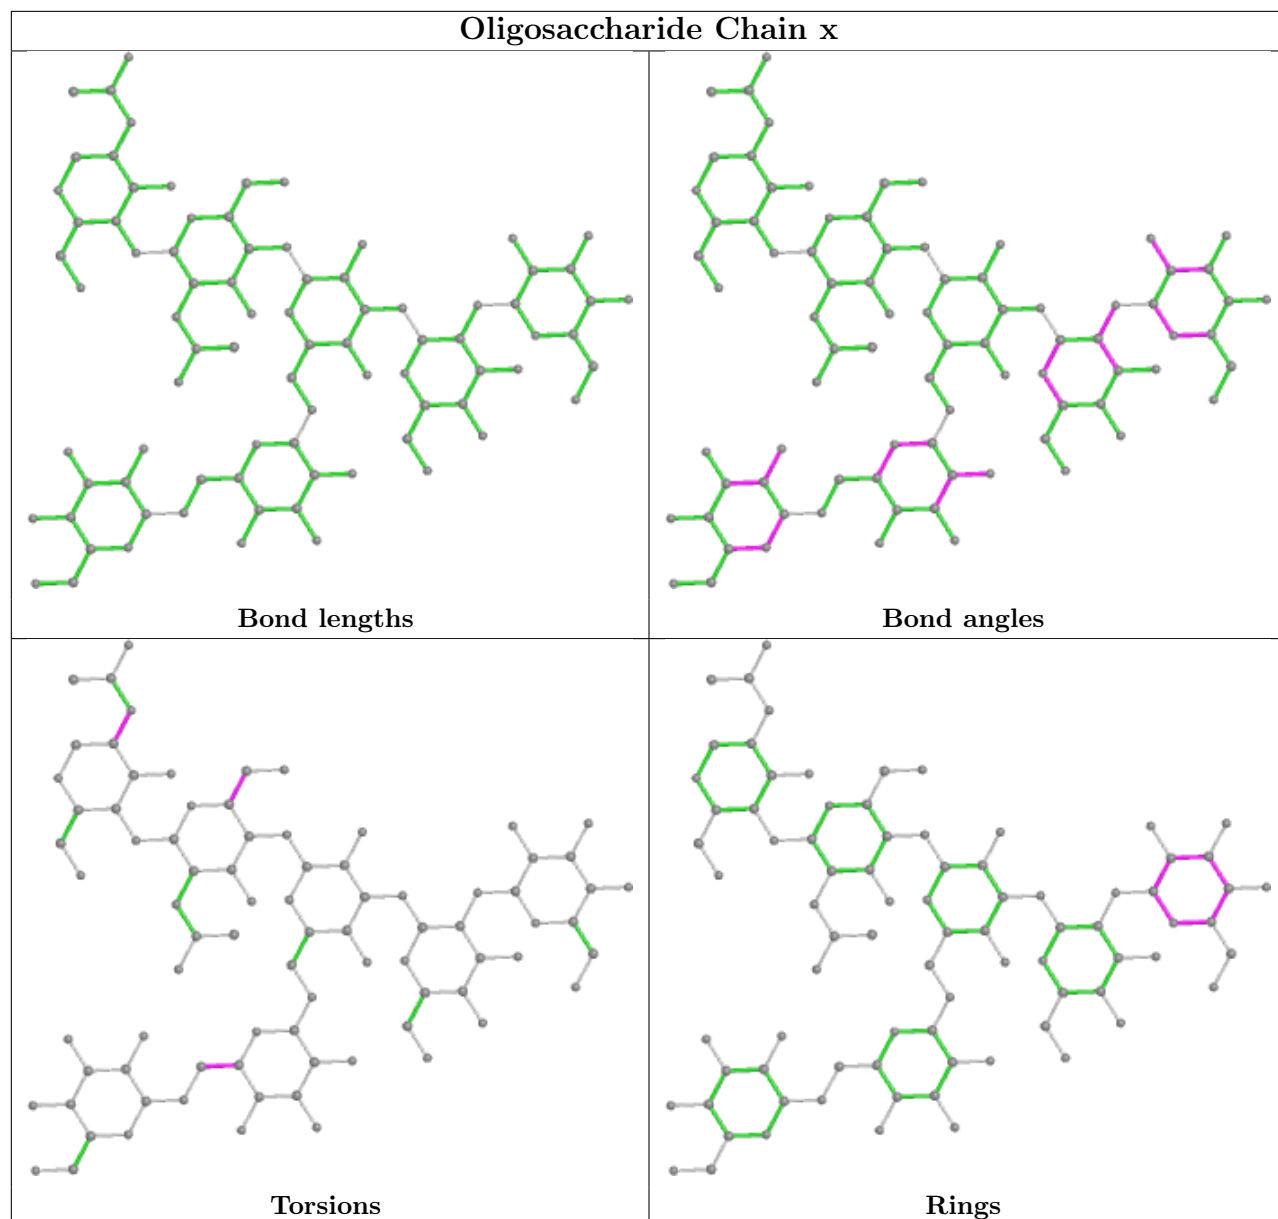 Oligosaccharide Chain x
Bond lengths
Bond angles
Torsions
Rings